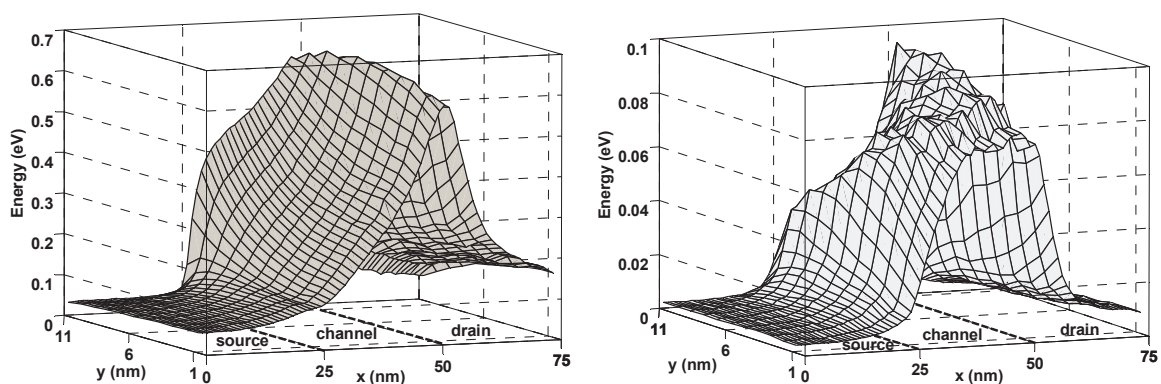 0.7
0.6
0.5
0.4
0.3
0.2
0.1
0
Energy (eV)
11
6
1
y (nm)
0
25
50
75
x (nm)
source
channel
drain
0.1
0.08
0.06
0.04
0.02
0
Energy (eV)
11
6
1
y (nm)
0
25
50
75
x (nm)
source
channel
drain